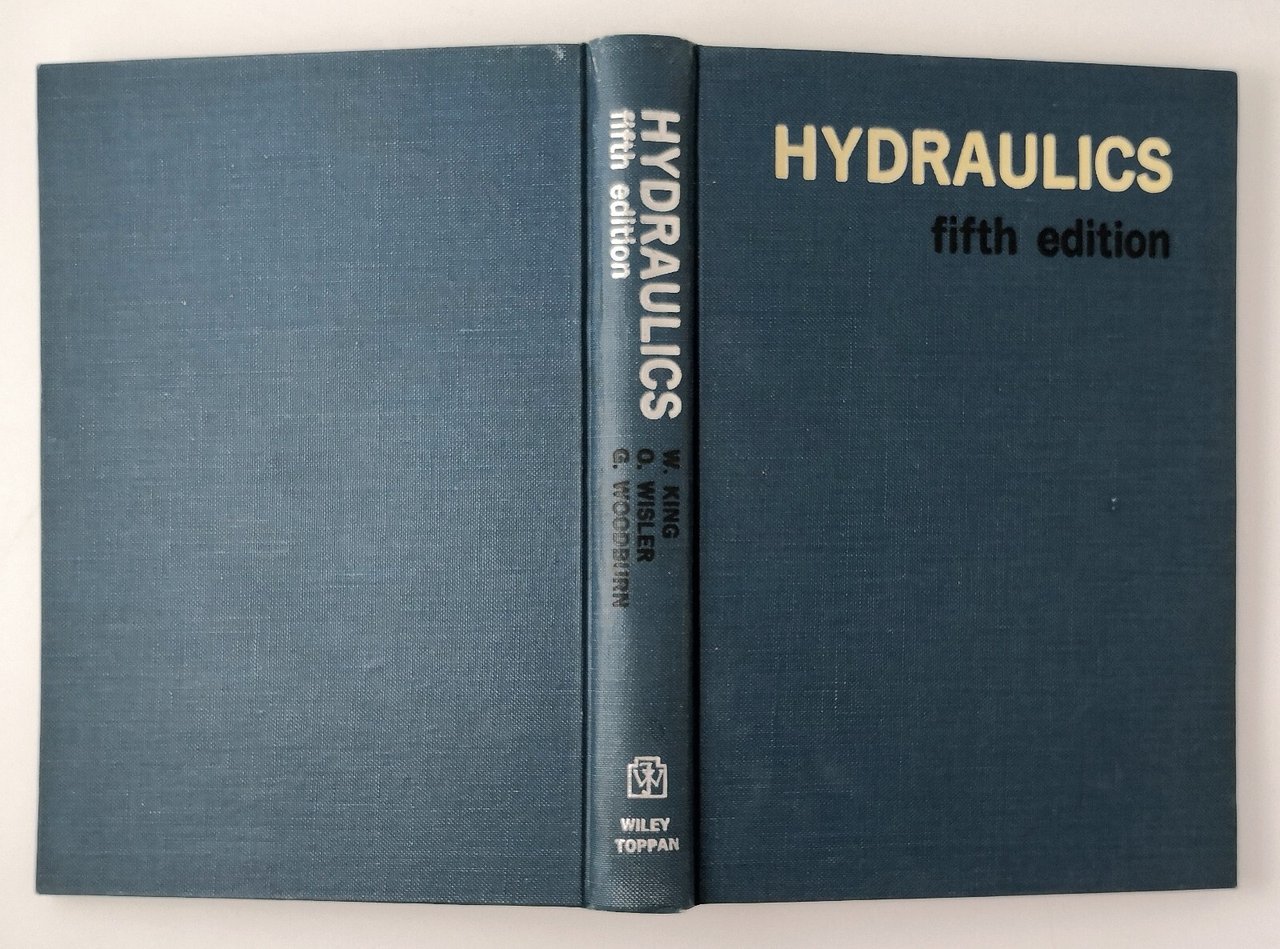 HYDRAULICS
fifth edition
W. KING
O. WISLER
G. WOODBURN
WILEY
TOPPAN
HYDRAULICS
fifth edition